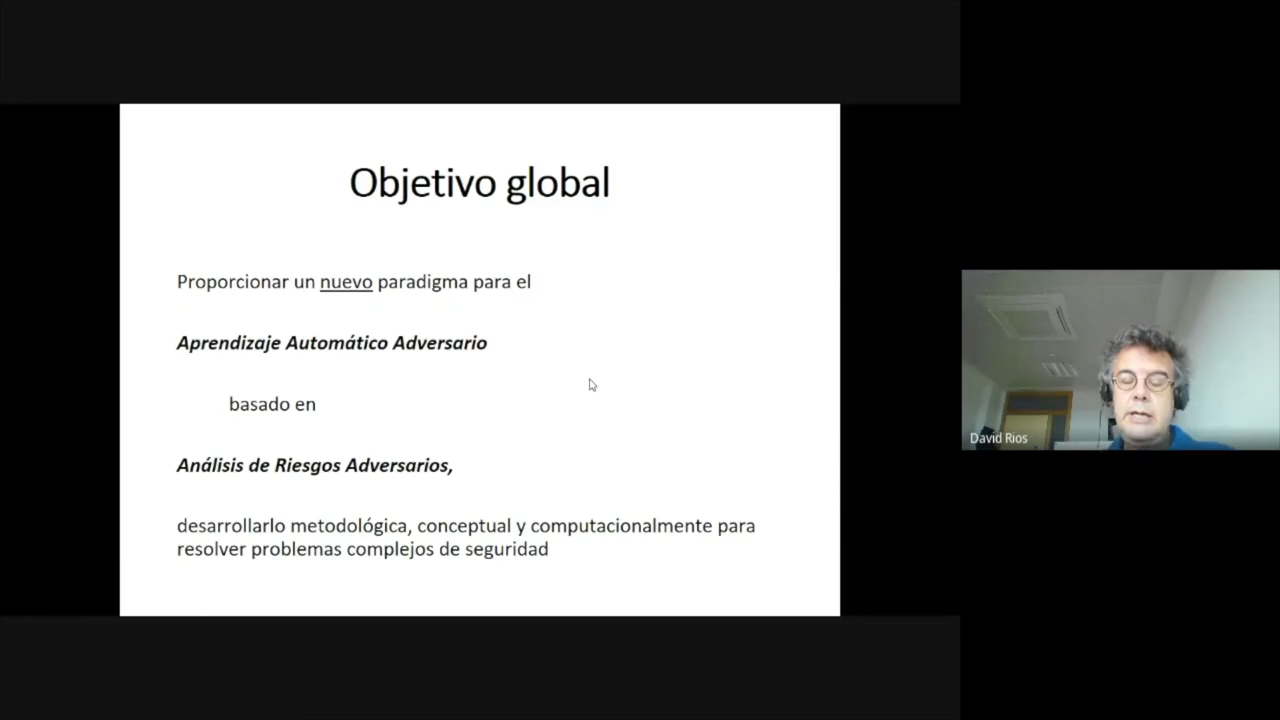 Objetivo global
Proporcionar un nuevo paradigma para el
Aprendizaje Automático Adversario
basado en
Análisis de Riesgos Adversarios,
desarrollarlo metodológica, conceptual y computacionalmente para
resolver problemas complejos de seguridad
David Rios